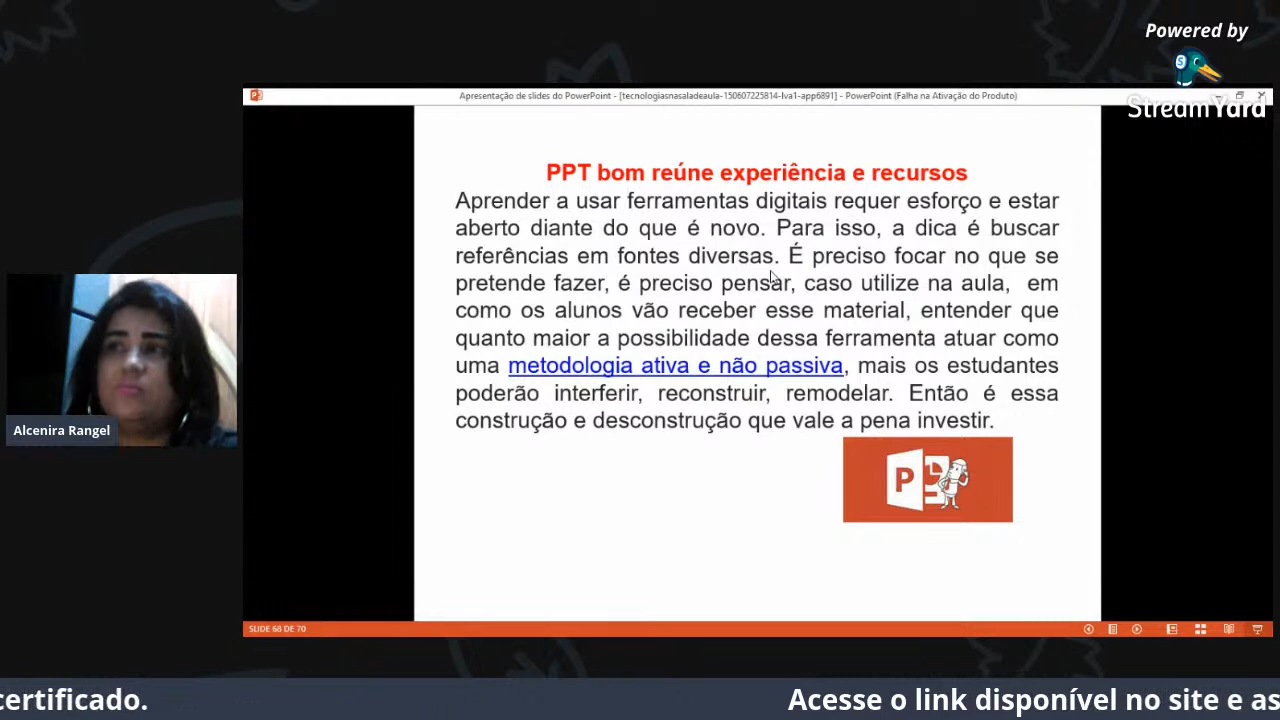 Powered by
StreamYard
Apresentação de slides do PowerPoint - [tecnologiasnasaladeaula-150607225814-lva1-app6891] - PowerPoint (Falha na Ativação do Produto)
PPT bom reúne experiência e recursos
Aprender a usar ferramentas digitais requer esforço e estar
aberto diante do que é novo. Para isso, a dica é buscar
referências em fontes diversas. É preciso focar no que se
pretende fazer, é preciso pensar, caso utilize na aula, em
como os alunos vão receber esse material, entender que
quanto maior a possibilidade dessa ferramenta atuar como
uma metodologia ativa e não passiva, mais os estudantes
poderão interferir, reconstruir, remodelar. Então é essa
construção e desconstrução que vale a pena investir.
P
Alcenira Rangel
SLIDE 68 DE 70
certificado.
Acesse o link disponível no site e as